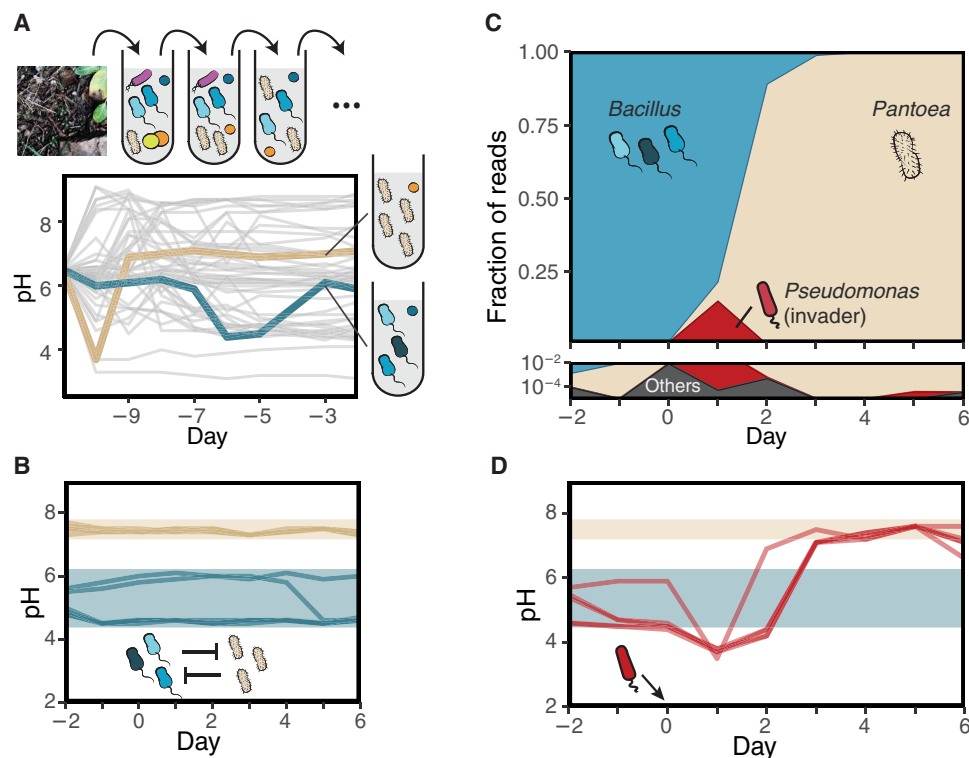 A
8
6
4
pH
−9
−7
−5
−3
Day
B
8
6
4
2
pH
−2
0
2
4
6
Day
C
1.00
0.75
0.50
0.25
Fraction of reads
Bacillus
Pantoea
Pseudomonas
(invader)
10−2
10−4
Others
−2
0
2
4
6
Day
D
8
6
4
2
pH
−2
0
2
4
6
Day